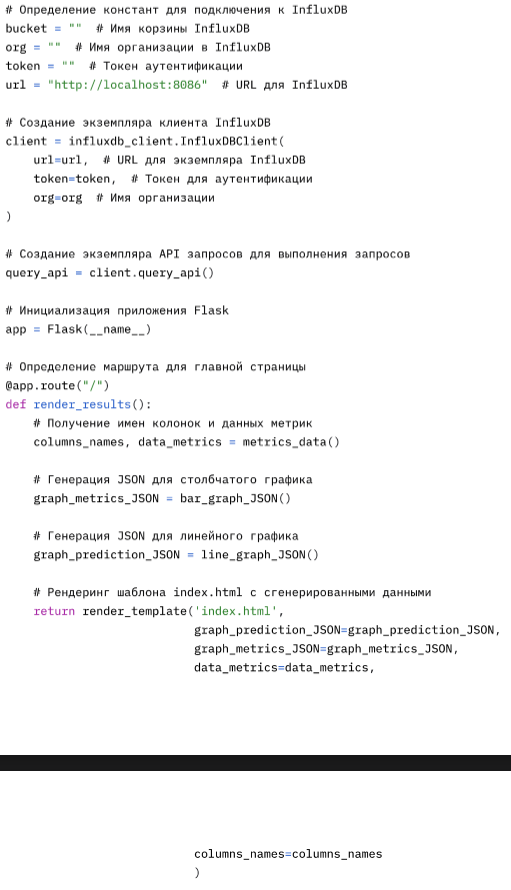 # Определение констант для подключения к InfluxDB
bucket = ""  # Имя корзины InfluxDB
org = ""  # Имя организации в InfluxDB
token = ""  # Токен аутентификации
url = "http://localhost:8086"  # URL для InfluxDB

# Создание экземпляра клиента InfluxDB
client = influxdb_client.InfluxDBClient(
    url=url,  # URL для экземпляра InfluxDB
    token=token,  # Токен для аутентификации
    org=org  # Имя организации
)

# Создание экземпляра API запросов для выполнения запросов
query_api = client.query_api()

# Инициализация приложения Flask
app = Flask(__name__)

# Определение маршрута для главной страницы
@app.route("/")
def render_results():
    # Получение имен колонок и данных метрик
    columns_names, data_metrics = metrics_data()

    # Генерация JSON для столбчатого графика
    graph_metrics_JSON = bar_graph_JSON()

    # Генерация JSON для линейного графика
    graph_prediction_JSON = line_graph_JSON()

    # Рендеринг шаблона index.html с сгенерированными данными
    return render_template('index.html',
                           graph_prediction_JSON=graph_prediction_JSON,
                           graph_metrics_JSON=graph_metrics_JSON,
                           data_metrics=data_metrics,
                           columns_names=columns_names
                           )